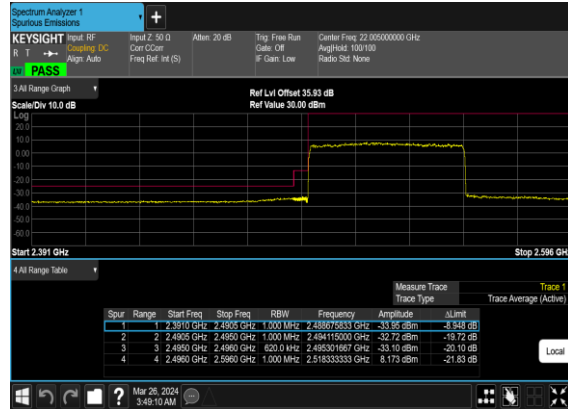 Spectrum Analyzer 1
Spurious Emissions
KEYSIGHT
R T
Input: RF
Coupling: DC
Align: Auto
Input Z: 50 Ω
Corr CCorr
Freq Ref: Int (S)
Atten: 20 dB
Trig: Free Run
Gate: Off
IF Gain: Low
Center Freq: 22.005000000 GHz
Avg|Hold: 100/100
Radio Std: None
PASS
3 All Range Graph
Scale/Div 10.0 dB
Ref Lvl Offset 35.93 dB
Ref Value 30.00 dBm
Log
20.0
10.0
0.00
-10.0
-20.0
-30.0
-40.0
-50.0
-60.0
Start 2.391 GHz
Stop 2.596 GH
4 All Range Table
Measure Trace Trace 1
Trace Type Trace Average (Active)
Spur Range Start Freq Stop Freq RBW Frequency Amplitude ΔLimit
1 1 2.3910 GHz 2.4905 GHz 1.000 MHz 2.488675833 GHz -33.95 dBm -8.948 dB
2 2 2.4905 GHz 2.4950 GHz 1.000 MHz 2.494115000 GHz -32.72 dBm -19.72 dB
3 3 2.4950 GHz 2.4960 GHz 620.0 kHz 2.495301667 GHz -33.10 dBm -20.10 dB
4 4 2.4960 GHz 2.5960 GHz 1.000 MHz 2.518333333 GHz 8.173 dBm -21.83 dB
Local
?
Mar 26, 2024
3:49:10 AM